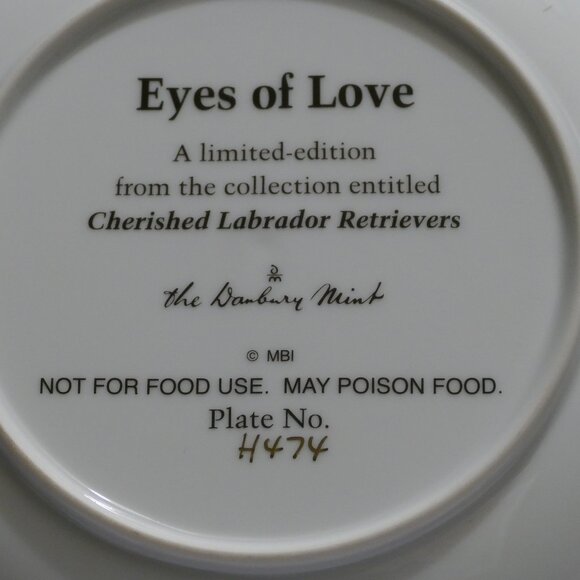 Eyes of Love
A limited-edition
from the collection entitled
Cherished Labrador Retrievers
DM
the Danbury Mint
© MBI
NOT FOR FOOD USE. MAY POISON FOOD.
Plate No.
H474